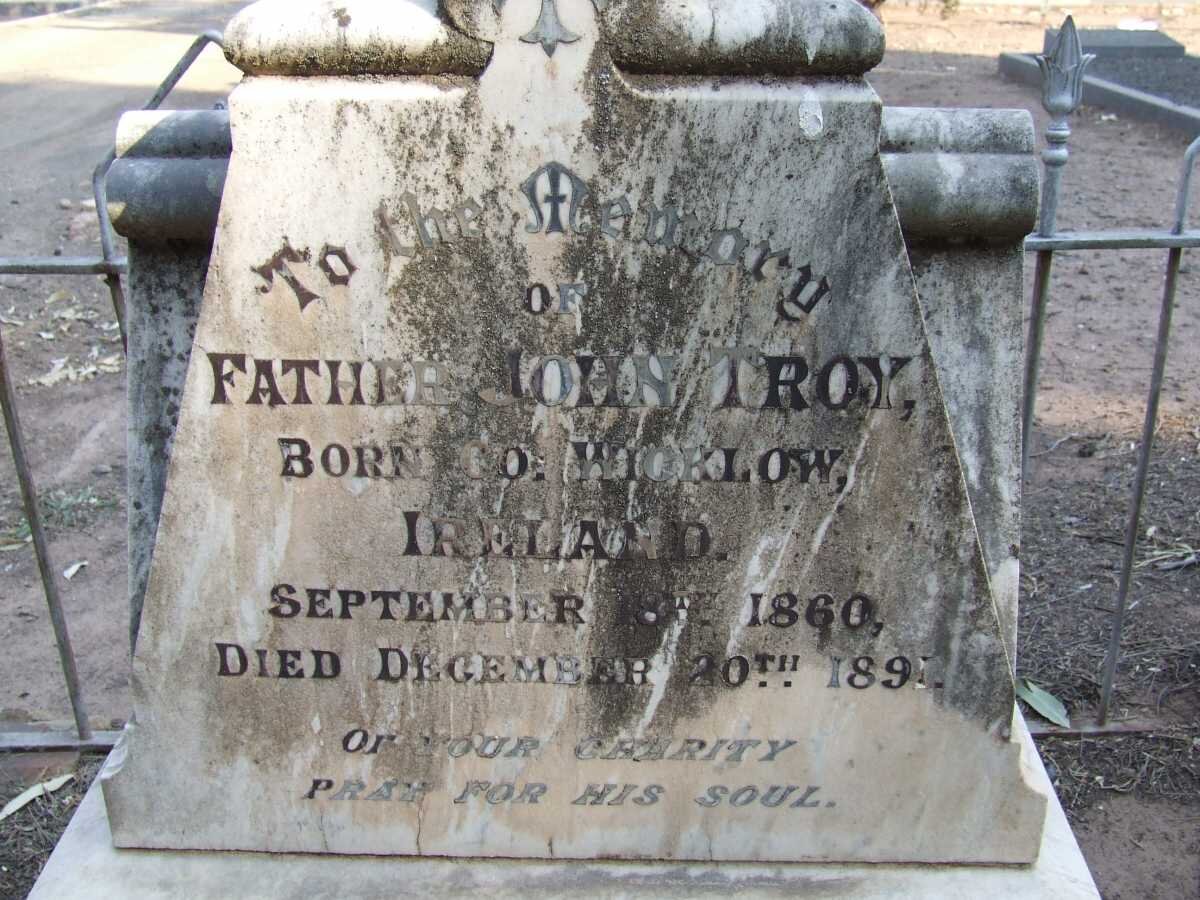 To the Memory
OF
FATHER JOHN TROY,
BORN CO. WICKLOW,
IRELAND.
SEPTEMBER 8TH. 1860,
DIED DECEMBER 20TH 1891.
OF YOUR CHARITY
PRAY FOR HIS SOUL.